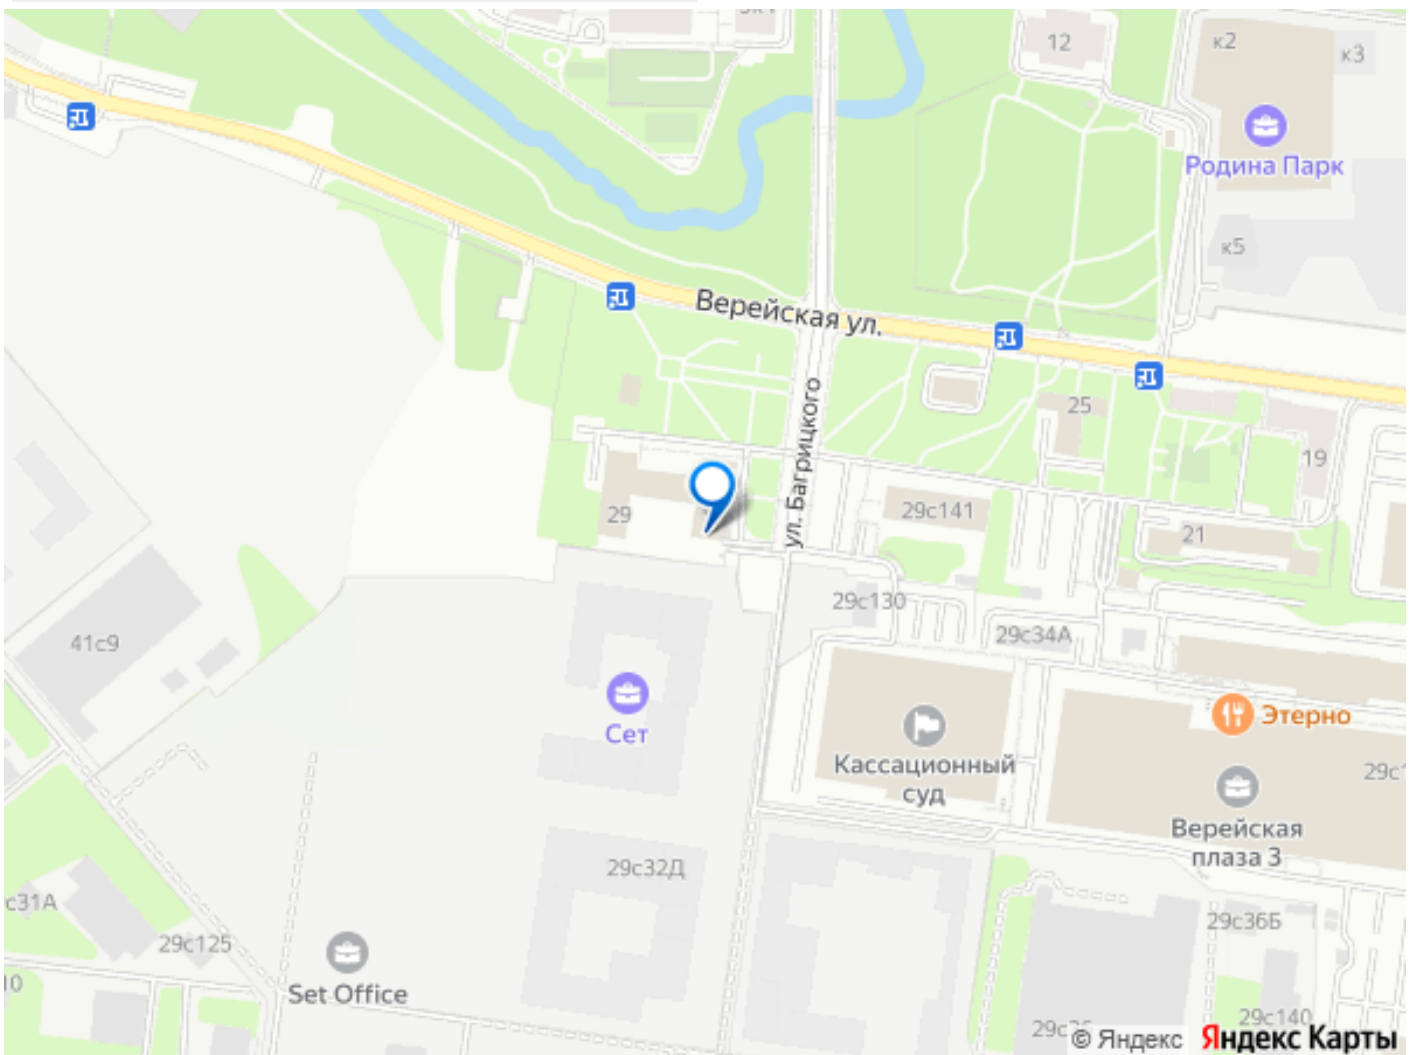 12
к2
к3
Родина Парк
к5
Верейская ул.
ул. Багрицкого
25
19
29
29с141
21
29с130
29с34А
41с9
Сет
Этерно
Кассационный
суд
Верейская
плаза 3
29с32Д
29с125
29с36Б
Set Office
29с140
© Яндекс
Яндекс Карты